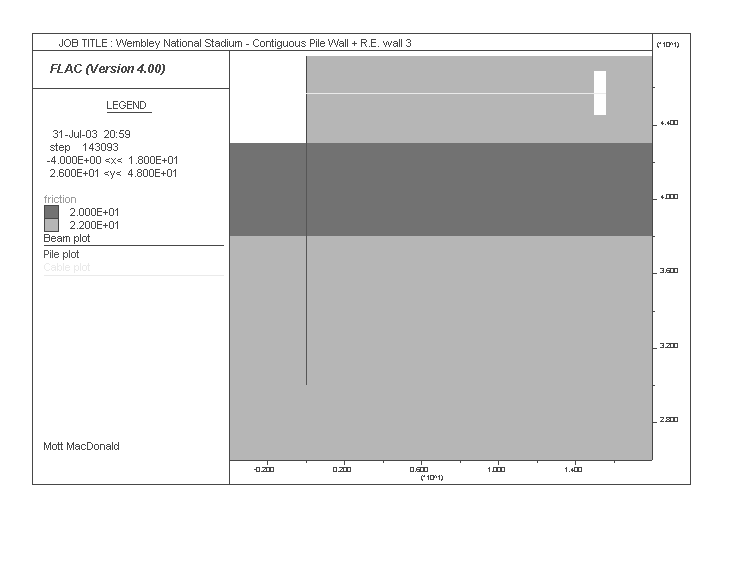 JOB TITLE : Wembley National Stadium - Contiguous Pile Wall + R.E. wall 3
(*10^1)
FLAC (Version 4.00)
LEGEND
31-Jul-03 20:59
step 143093
-4.000E+00 <x< 1.800E+01
2.600E+01 <y< 4.800E+01
friction
2.000E+01
2.200E+01
Beam plot
Pile plot
Cable plot
Mott MacDonald
4.400
4.000
3.600
3.200
2.800
-0.200 0.200 0.600 1.000 1.400
(*10^1)